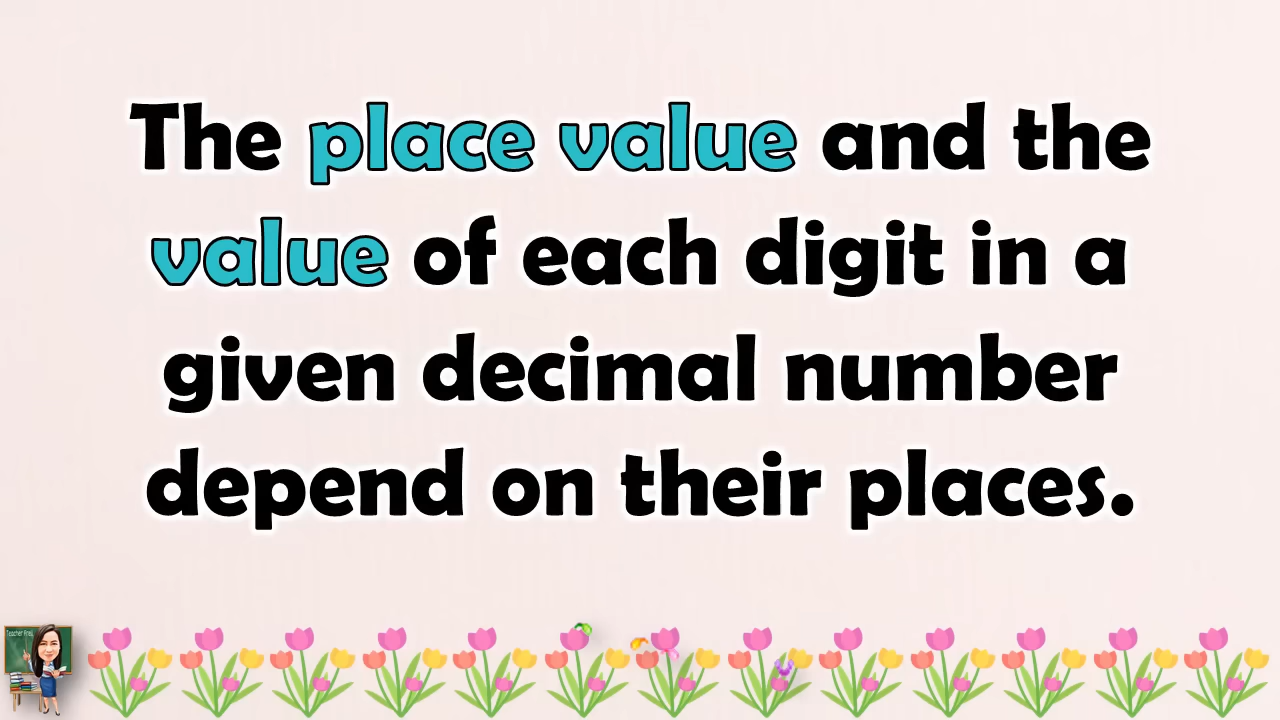 The place value and the
value of each digit in a
given decimal number
depend on their places.